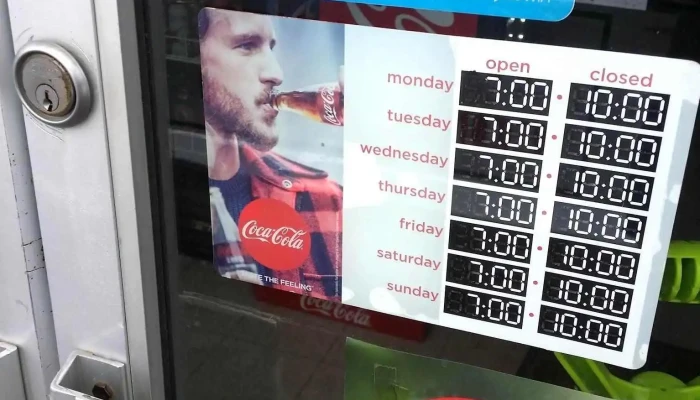 open closed
monday 7:00 10:00
tuesday 7:00 10:00
wednesday 7:00 10:00
thursday 7:00 10:00
friday 7:00 10:00
saturday 7:00 10:00
sunday 7:00 10:00
Coca-Cola
E THE FEELING
Coca-Cola